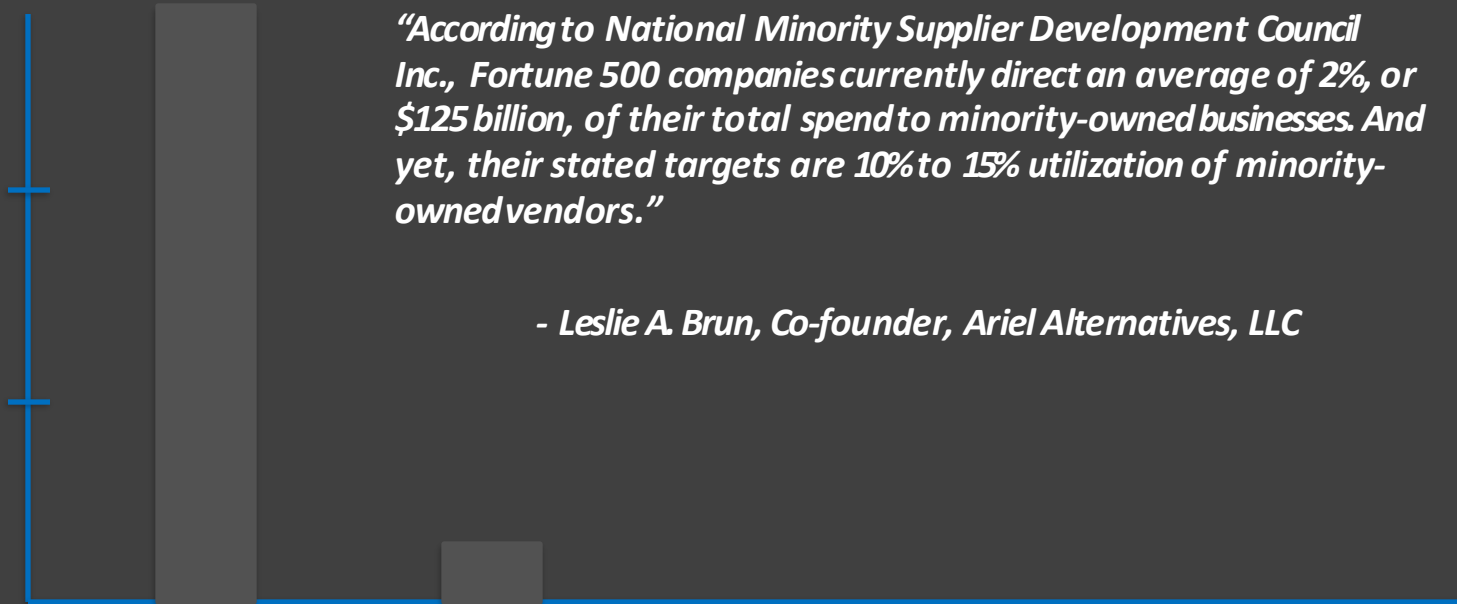 “According to National Minority Supplier Development Council
Inc., Fortune 500 companies currently direct an average of 2%, or
$125 billion, of their total spend to minority-owned businesses. And
yet, their stated targets are 10% to 15% utilization of minority-
owned vendors.”
- Leslie A. Brun, Co-founder, Ariel Alternatives, LLC